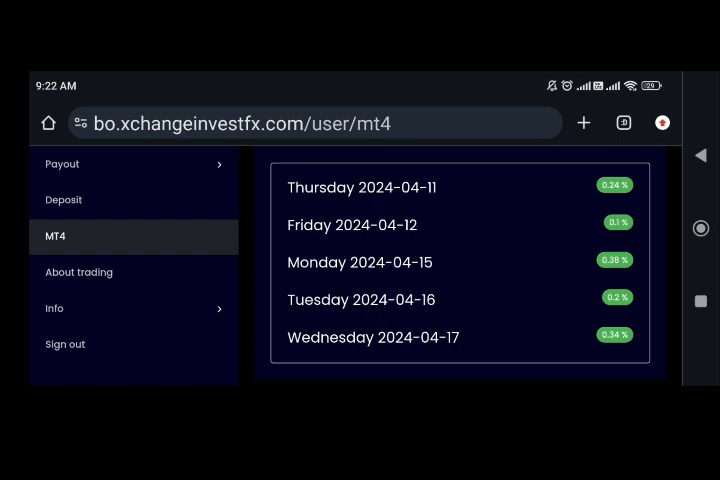 9:22 AM
29
bo.xchangeinvestfx.com/user/mt4
:D
Payout
Deposit
MT4
About trading
Info
Sign out
Thursday 2024-04-11 0.24 %
Friday 2024-04-12 0.1 %
Monday 2024-04-15 0.38 %
Tuesday 2024-04-16 0.2 %
Wednesday 2024-04-17 0.34 %